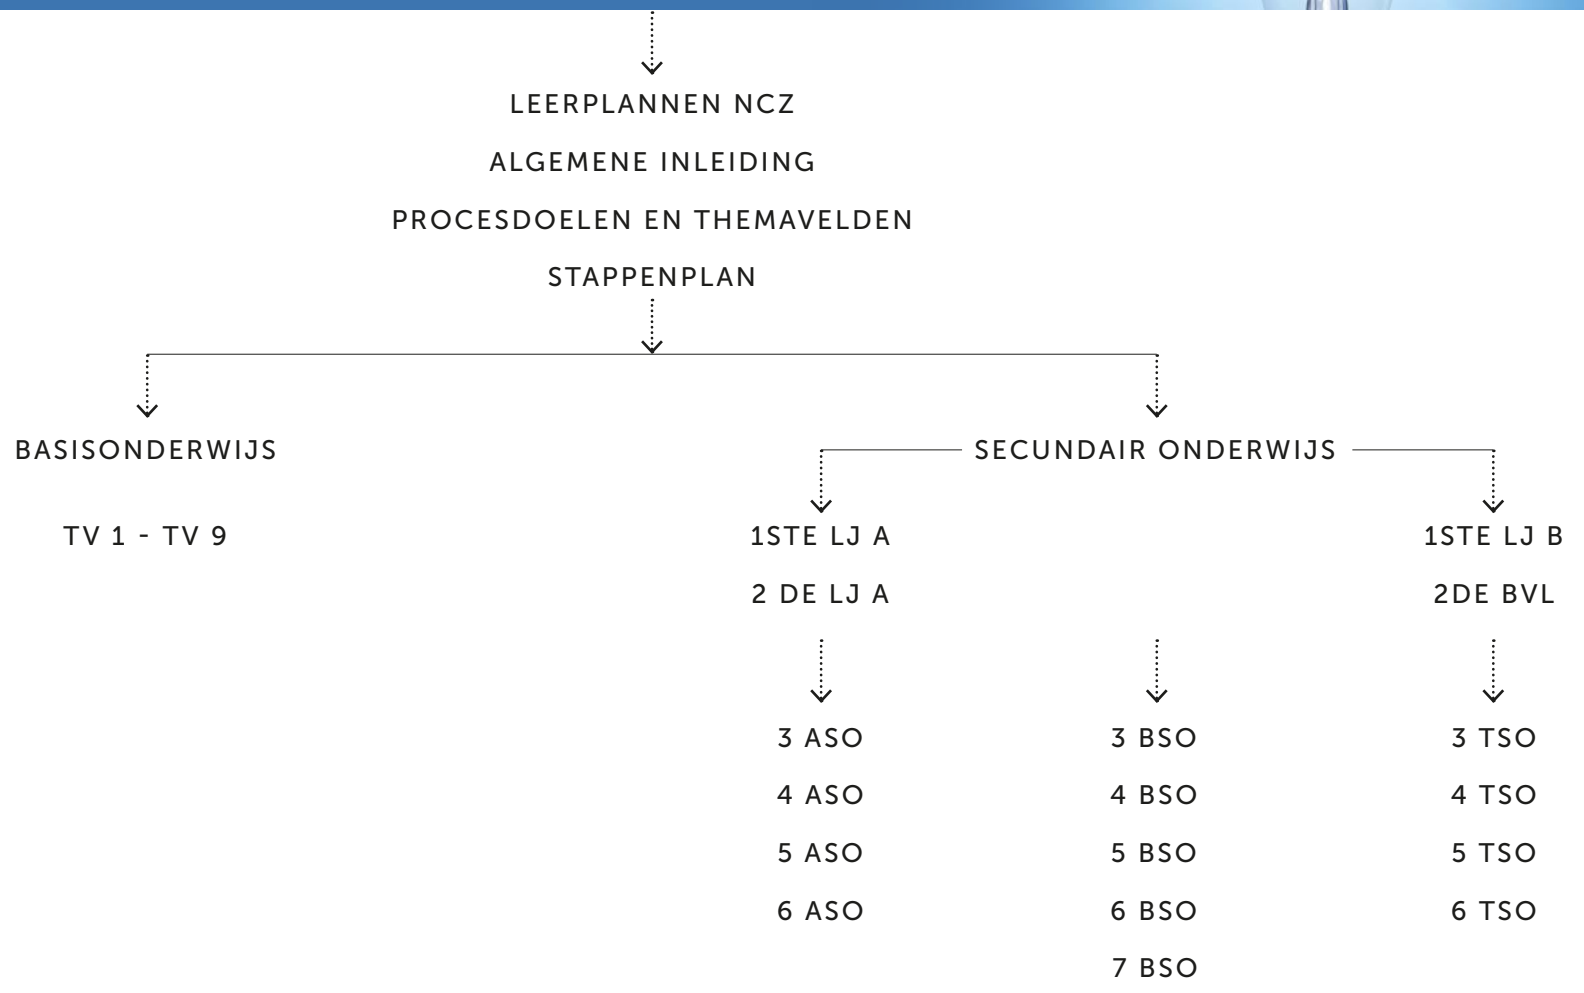 LEERPLANNEN NCZ
ALGEMENE INLEIDING
PROCESDOELEN EN THEMAVELDEN
STAPPENPLAN
BASISONDERWIJS
SECUNDAIR ONDERWIJS
TV 1 - TV 9
1STE LJ A
1STE LJ B
2 DE LJ A
2DE BVL
3 ASO
3 BSO
3 TSO
4 ASO
4 BSO
4 TSO
5 ASO
5 BSO
5 TSO
6 ASO
6 BSO
6 TSO
7 BSO